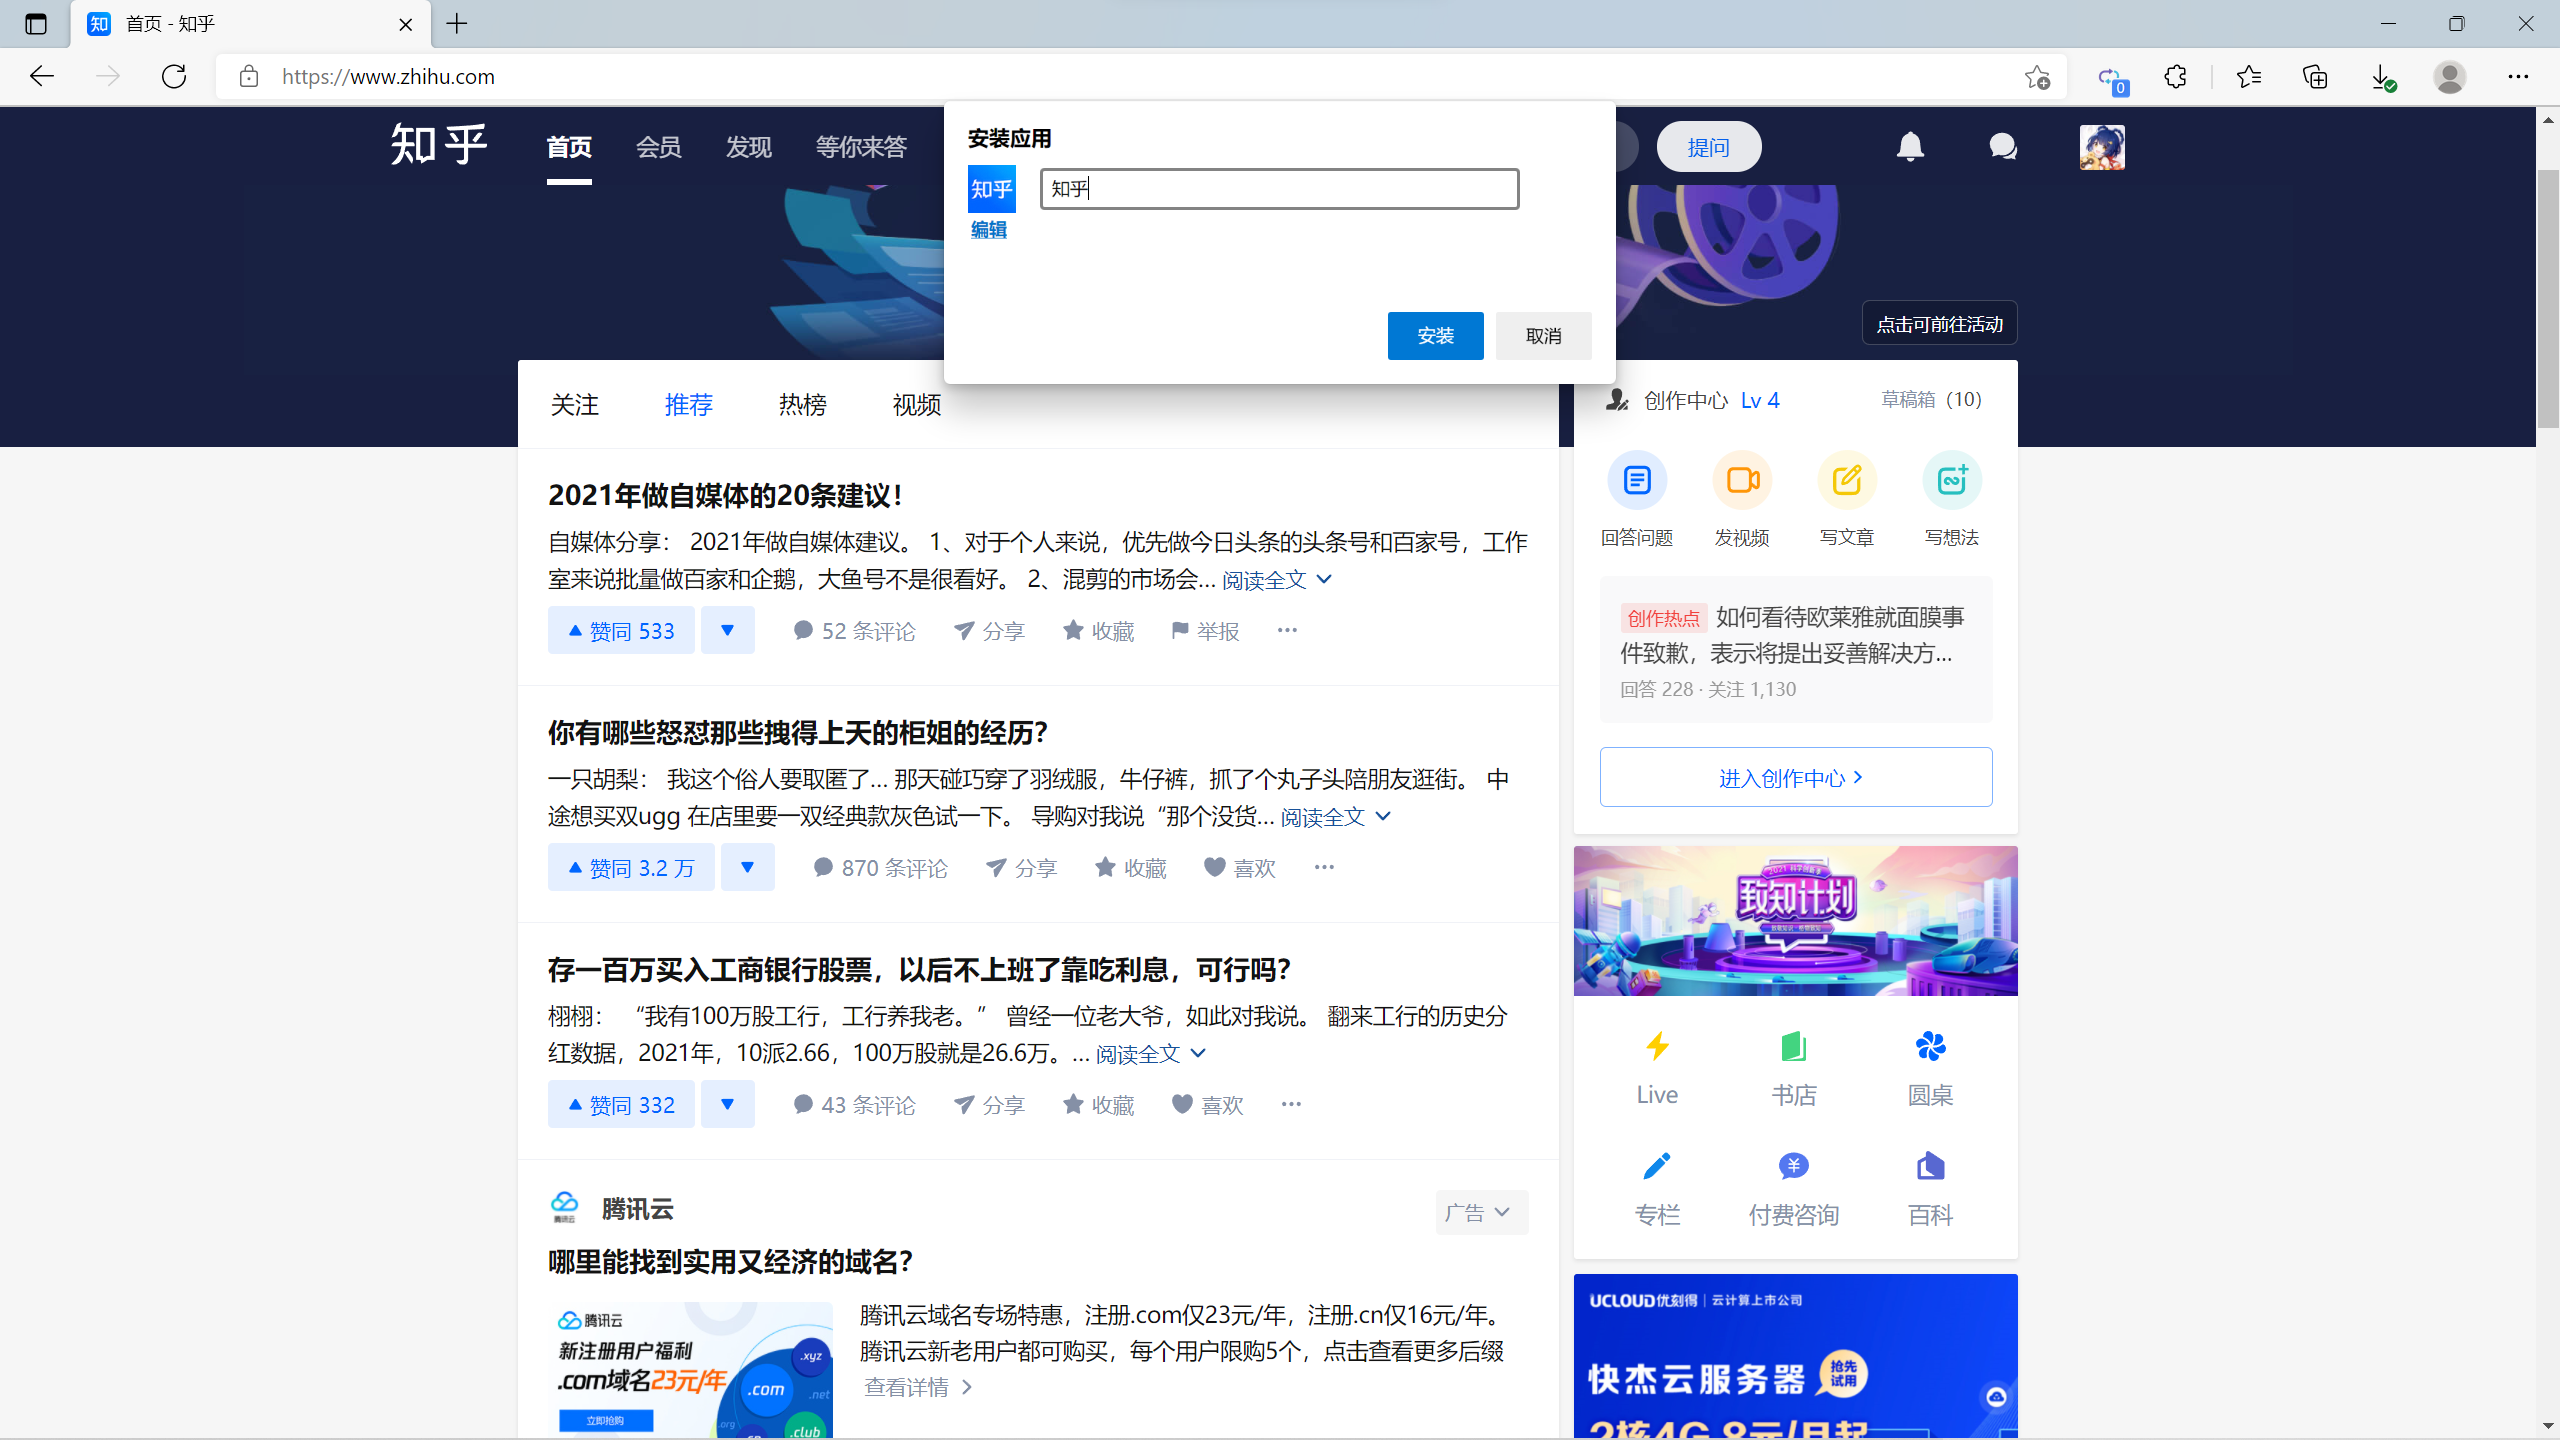 首页 - 知乎
https://www.zhihu.com
0
知乎
首页
会员
发现
等你来答
提问
安装应用
知乎
知乎
编辑
安装
取消
点击可前往活动
关注
推荐
热榜
视频
2021年做自媒体的20条建议！
自媒体分享： 2021年做自媒体建议。 1、对于个人来说，优先做今日头条的头条号和百家号，工作
室来说批量做百家和企鹅，大鱼号不是很看好。 2、混剪的市场会... 阅读全文
赞同 533
52 条评论
分享
收藏
举报
你有哪些怒怼那些拽得上天的柜姐的经历？
一只胡梨： 我这个俗人要取匿了... 那天碰巧穿了羽绒服，牛仔裤，抓了个丸子头陪朋友逛街。 中
途想买双ugg 在店里要一双经典款灰色试一下。 导购对我说“那个没货... 阅读全文
赞同 3.2 万
870 条评论
分享
收藏
喜欢
存一百万买入工商银行股票，以后不上班了靠吃利息，可行吗？
栩栩： “我有100万股工行，工行养我老。” 曾经一位老大爷，如此对我说。 翻来工行的历史分
红数据，2021年，10派2.66，100万股就是26.6万。... 阅读全文
赞同 332
43 条评论
分享
收藏
喜欢
腾讯云
腾讯云
广告
哪里能找到实用又经济的域名？
腾讯云域名专场特惠，注册.com仅23元/年，注册.cn仅16元/年。
腾讯云新老用户都可购买，每个用户限购5个，点击查看更多后缀
查看详情
腾讯云
新注册用户福利
.com域名23元/年
立即抢购
.xyz
.com
.net
.org
.cn
.club
创作中心 Lv 4
草稿箱（10）
回答问题
发视频
写文章
写想法
创作热点 如何看待欧莱雅就面膜事
件致歉，表示将提出妥善解决方...
回答 228 · 关注 1,130
进入创作中心
致知计划
Live
书店
圆桌
专栏
付费咨询
百科
UCLOUD优刻得 | 云计算上市公司
快杰云服务器
抢先
试用
2核4G 8元/月起